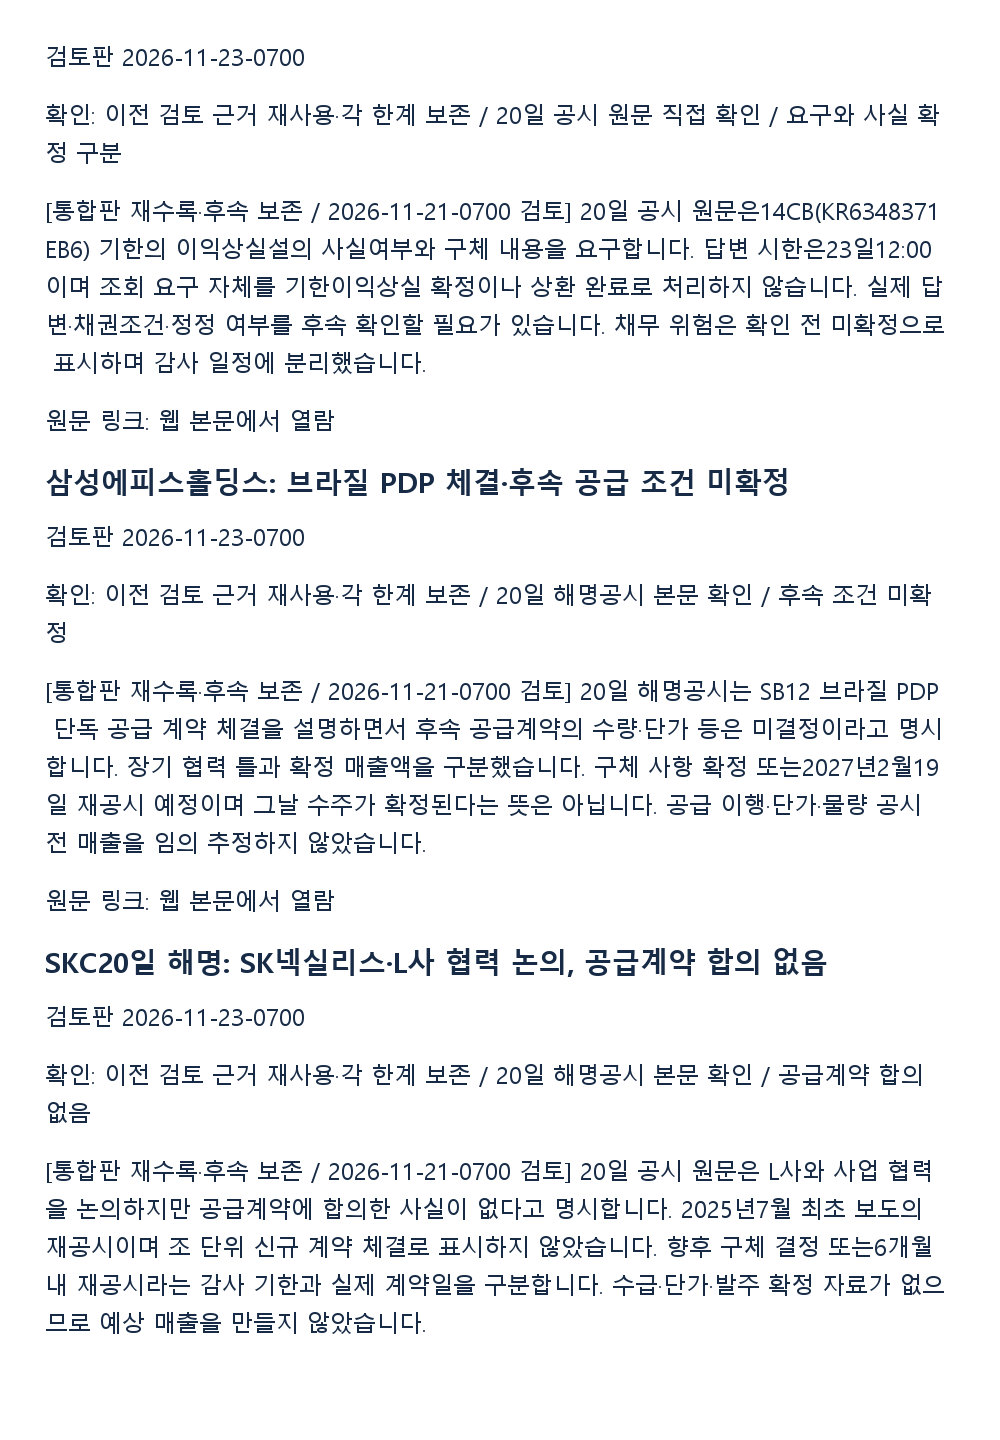 검토판 2026-11-23-0700
확인: 이전 검토 근거 재사용·각 한계 보존 / 20일 공시 원문 직접 확인 / 요구와 사실 확
정 구분
[통합판 재수록·후속 보존 / 2026-11-21-0700 검토] 20일 공시 원문은14CB(KR6348371
EB6) 기한의 이익상실설의 사실여부와 구체 내용을 요구합니다. 답변 시한은23일12:00
이며 조회 요구 자체를 기한이익상실 확정이나 상환 완료로 처리하지 않습니다. 실제 답
변·채권조건·정정 여부를 후속 확인할 필요가 있습니다. 채무 위험은 확인 전 미확정으로
표시하며 감사 일정에 분리했습니다.
원문 링크: 웹 본문에서 열람
삼성에피스홀딩스: 브라질 PDP 체결·후속 공급 조건 미확정
검토판 2026-11-23-0700
확인: 이전 검토 근거 재사용·각 한계 보존 / 20일 해명공시 본문 확인 / 후속 조건 미확
정
[통합판 재수록·후속 보존 / 2026-11-21-0700 검토] 20일 해명공시는 SB12 브라질 PDP
단독 공급 계약 체결을 설명하면서 후속 공급계약의 수량·단가 등은 미결정이라고 명시
합니다. 장기 협력 틀과 확정 매출액을 구분했습니다. 구체 사항 확정 또는2027년2월19
일 재공시 예정이며 그날 수주가 확정된다는 뜻은 아닙니다. 공급 이행·단가·물량 공시
전 매출을 임의 추정하지 않았습니다.
원문 링크: 웹 본문에서 열람
SKC20일 해명: SK넥실리스·L사 협력 논의, 공급계약 합의 없음
검토판 2026-11-23-0700
확인: 이전 검토 근거 재사용·각 한계 보존 / 20일 해명공시 본문 확인 / 공급계약 합의
없음
[통합판 재수록·후속 보존 / 2026-11-21-0700 검토] 20일 공시 원문은 L사와 사업 협력
을 논의하지만 공급계약에 합의한 사실이 없다고 명시합니다. 2025년7월 최초 보도의
재공시이며 조 단위 신규 계약 체결로 표시하지 않았습니다. 향후 구체 결정 또는6개월
내 재공시라는 감사 기한과 실제 계약일을 구분합니다. 수급·단가·발주 확정 자료가 없으
므로 예상 매출을 만들지 않았습니다.